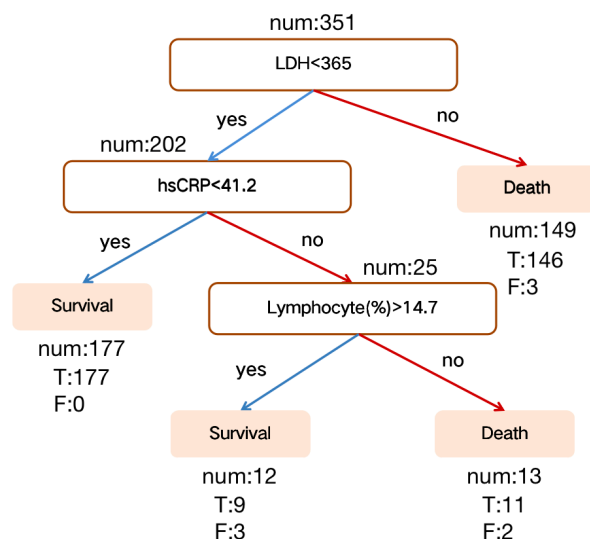 num:351
LDH<365
yes
no
num:202
hsCRP<41.2
Death
num:149
T:146
F:3
yes
no
num:25
Survival
num:177
T:177
F:0
Lymphocyte(%)>14.7
yes
no
Survival
num:12
T:9
F:3
Death
num:13
T:11
F:2